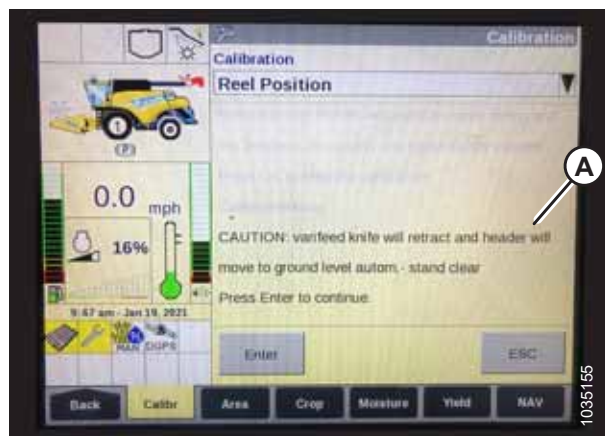 Calibration
Calibration
Reel Position
A
CAUTION: varifeed knife will retract and header will
move to ground level autom.- stand clear
Press Enter to continue
(P)
0.0 mph
16%
9:47 am - Jan 19, 2021
MAN DGPS
Enter
ESC
Back
Calibr
Area
Crop
Moisture
Yield
NAV
1035155